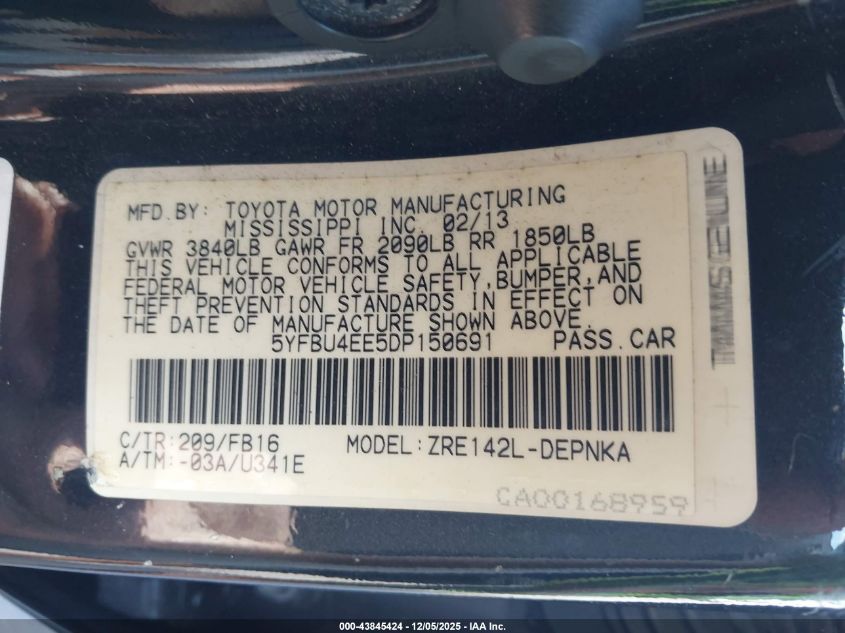 MFD.BY: TOYOTA MOTOR MANUFACTURING
MISSISSIPPI INC. 02/13
GVWR 3840LB GAWR FR 2090LB RR 1850LB
THIS VEHICLE CONFORMS TO ALL APPLICABLE
FEDERAL MOTOR VEHICLE SAFETY,BUMPER,AND
THEFT PREVENTION STANDARDS IN EFFECT ON
THE DATE OF MANUFACTURE SHOWN ABOVE.
5YFBU4EE5DP150691 PASS.CAR
C/TR:209/FB16 MODEL:ZRE142L-DEPNKA
A/TM:-03A/U341E
CA00168959
000-43845424 - 12/05/2025 - IAA Inc.